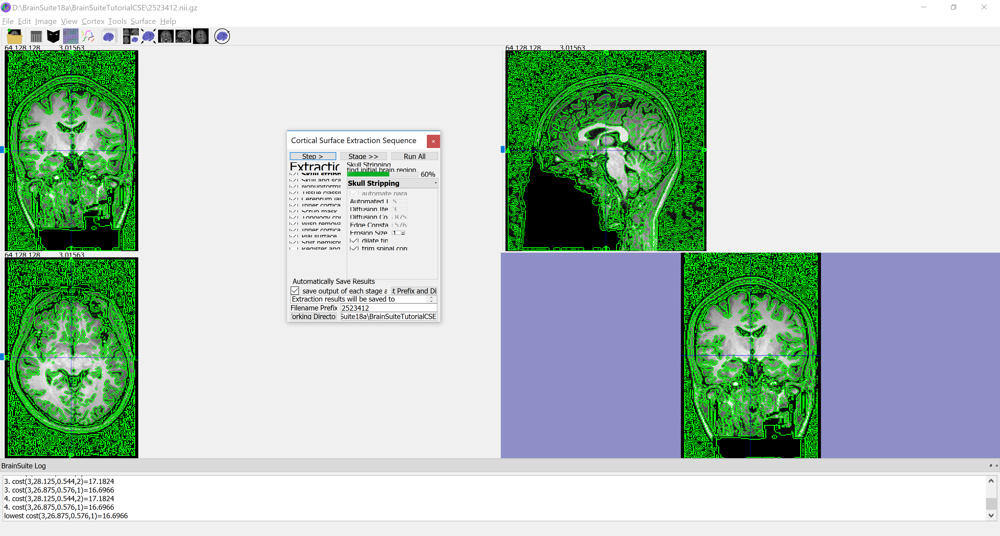 D:\BrainSuite18a\BrainSuiteTutorialCSE\2523412.nii.gz
File Edit Image View Cortex Tools Surface Help
64 128 128 3.01563
64 128 128 3.01563
R
L
A
P
Cortical Surface Extraction Sequence
Step > Stage >> Run All
Extractic
Skull Stripping
find initial brain region
60%
Skull stripp
Skull and sca
Nonuniformi
Tissue classif
Cerebrum lab
Inner cortica
Scrub mask
Topology cor
Wisp remova
Inner cortica
Pial surface
Split hemisph
Register and
Skull Stripping
automate para
Automated I 5
Diffusion Ite 3
Diffusion Co .875
Edge Consta .576
Erosion Size 1
dilate fin
trim spinal cord
Automatically Save Results
save output of each stage a
t Prefix and Di
Extraction results will be saved to
Filename Prefix 2523412
orking Directo Suite18a\BrainSuiteTutorialCSE
64 128 128 3.01563
A
R
L
P
BrainSuite Log
3. cost(3,28.125,0.544,2)=17.1824
3. cost(3,26.875,0.576,1)=16.6966
4. cost(3,28.125,0.544,2)=17.1824
4. cost(3,26.875,0.576,1)=16.6966
lowest cost(3,26.875,0.576,1)=16.6966